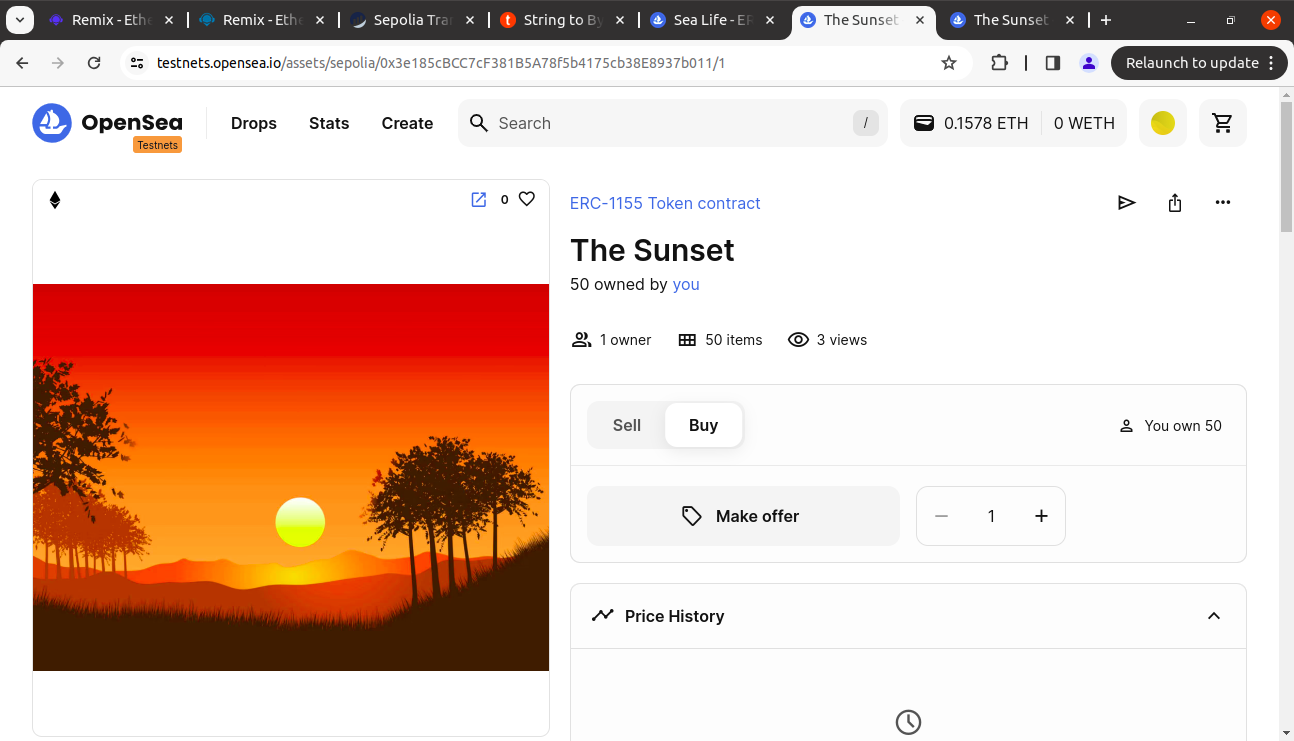 Remix - Ethe
Remix - Ethe
Sepolia Tran
String to By
Sea Life - ER
The Sunset
The Sunset
testnets.opensea.io/assets/sepolia/0x3e185cBCC7cF381B5A78f5b4175cb38E8937b011/1
Relaunch to update
OpenSea
Testnets
Drops
Stats
Create
Search
/
0.1578 ETH
0 WETH
0
ERC-1155 Token contract
The Sunset
50 owned by you
1 owner
50 items
3 views
Sell
Buy
You own 50
Make offer
1
Price History